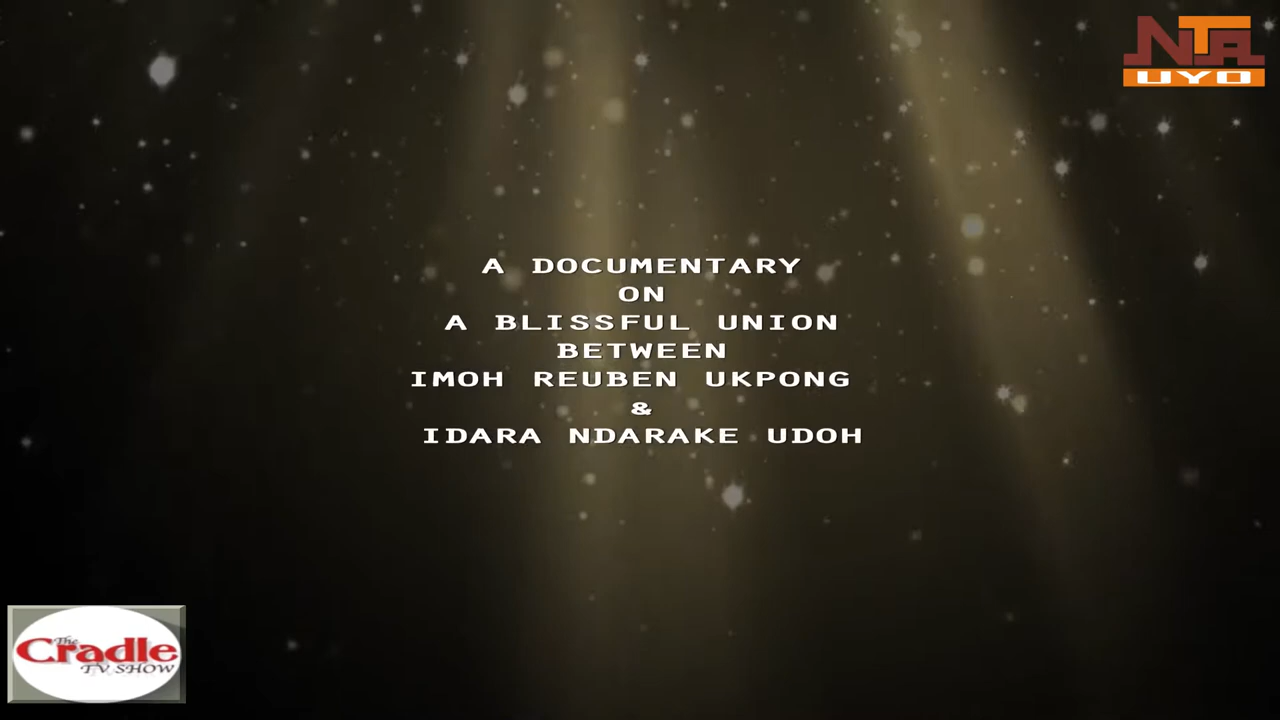 NTA
UYO
A DOCUMENTARY
ON
A BLISSFUL UNION
BETWEEN
IMOH REUBEN UKPONG
&
IDARA NDARAKE UDOH
The
Cradle
TV SHOW